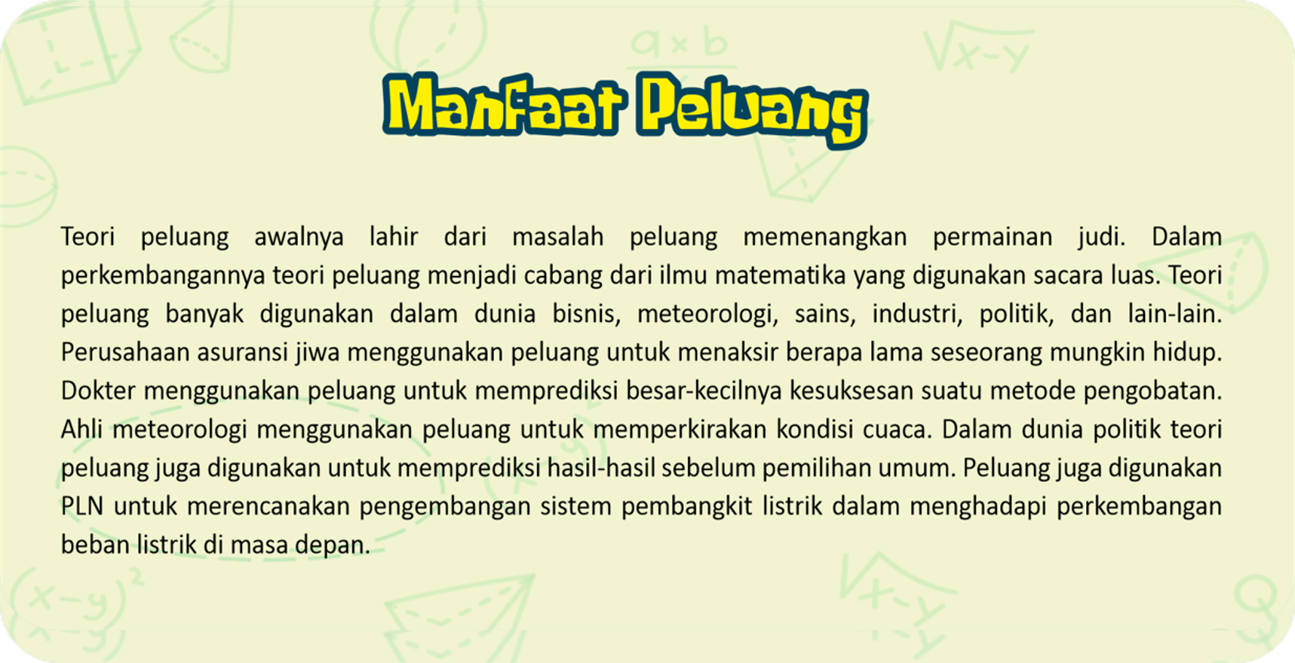 a x b
√x-y
Manfaat Peluang
Teori peluang awalnya lahir dari masalah peluang memenangkan permainan judi. Dalam
perkembangannya teori peluang menjadi cabang dari ilmu matematika yang digunakan sacara luas. Teori
peluang banyak digunakan dalam dunia bisnis, meteorologi, sains, industri, politik, dan lain-lain.
Perusahaan asuransi jiwa menggunakan peluang untuk menaksir berapa lama seseorang mungkin hidup.
Dokter menggunakan peluang untuk memprediksi besar-kecilnya kesuksesan suatu metode pengobatan.
Ahli meteorologi menggunakan peluang untuk memperkirakan kondisi cuaca. Dalam dunia politik teori
peluang juga digunakan untuk memprediksi hasil-hasil sebelum pemilihan umum. Peluang juga digunakan
PLN untuk merencanakan pengembangan sistem pembangkit listrik dalam menghadapi perkembangan
beban listrik di masa depan.
(x-y)²
√x-y